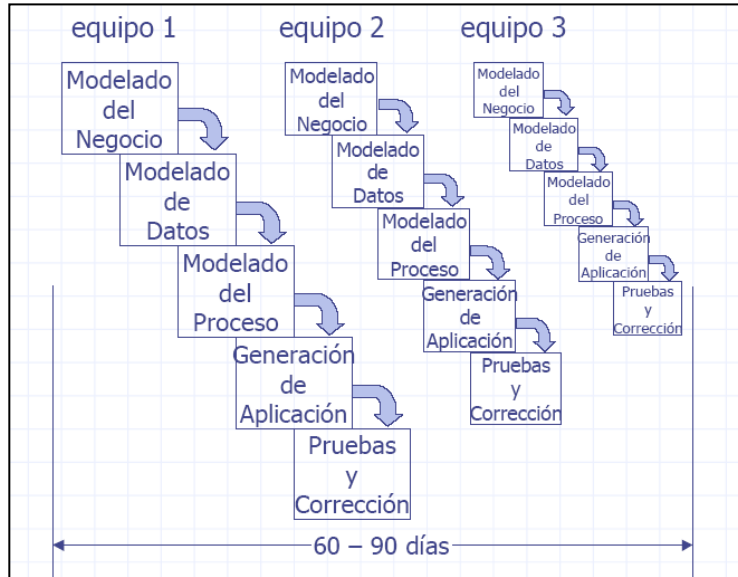 equipo 1
Modelado
del
Negocio
Modelado
de
Datos
Modelado
del
Proceso
Generación
de
Aplicación
Pruebas
y
Corrección
equipo 2
Modelado
del
Negocio
Modelado
de
Datos
Modelado
del
Proceso
Generación
de
Aplicación
Pruebas
y
Corrección
equipo 3
Modelado
del
Negocio
Modelado
de
Datos
Modelado
del
Proceso
Generación
de
Aplicación
Pruebas
y
Corrección
60 – 90 días